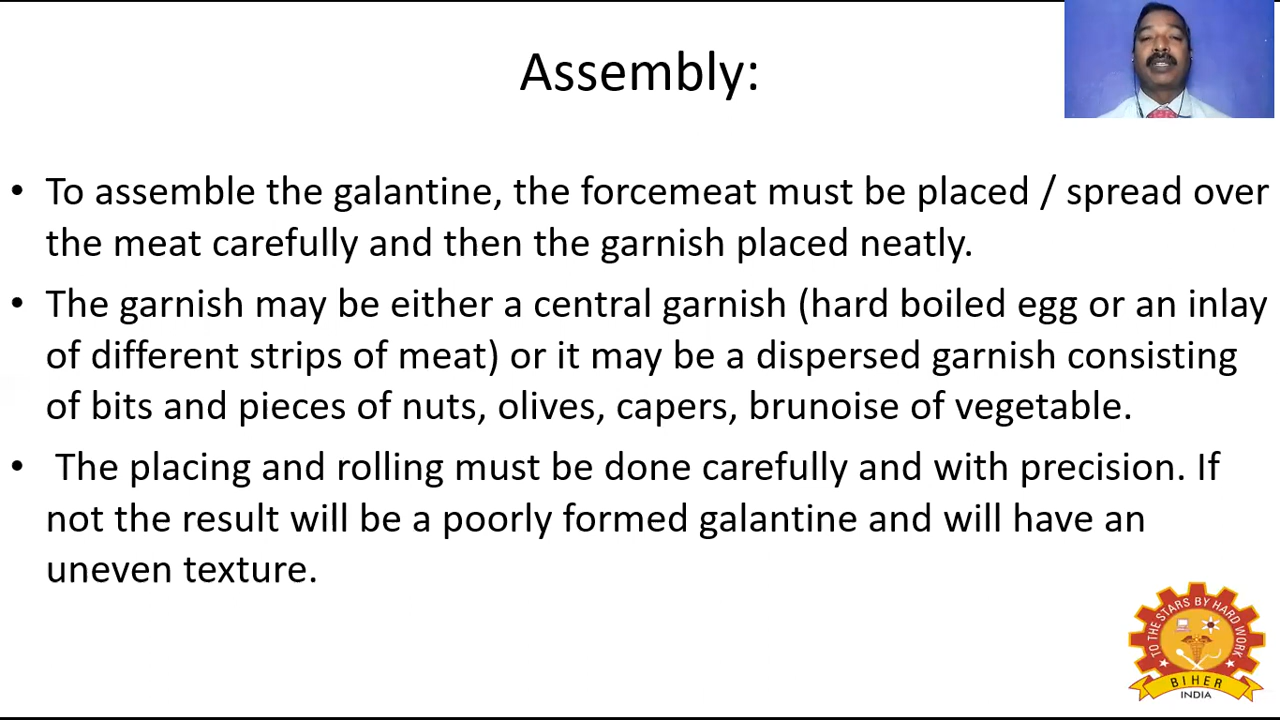 Assembly:
• To assemble the galantine, the forcemeat must be placed / spread over
the meat carefully and then the garnish placed neatly.
• The garnish may be either a central garnish (hard boiled egg or an inlay
of different strips of meat) or it may be a dispersed garnish consisting
of bits and pieces of nuts, olives, capers, brunoise of vegetable.
• The placing and rolling must be done carefully and with precision. If
not the result will be a poorly formed galantine and will have an
uneven texture.
TO THE STARS BY HARD WORK
BIHER
INDIA